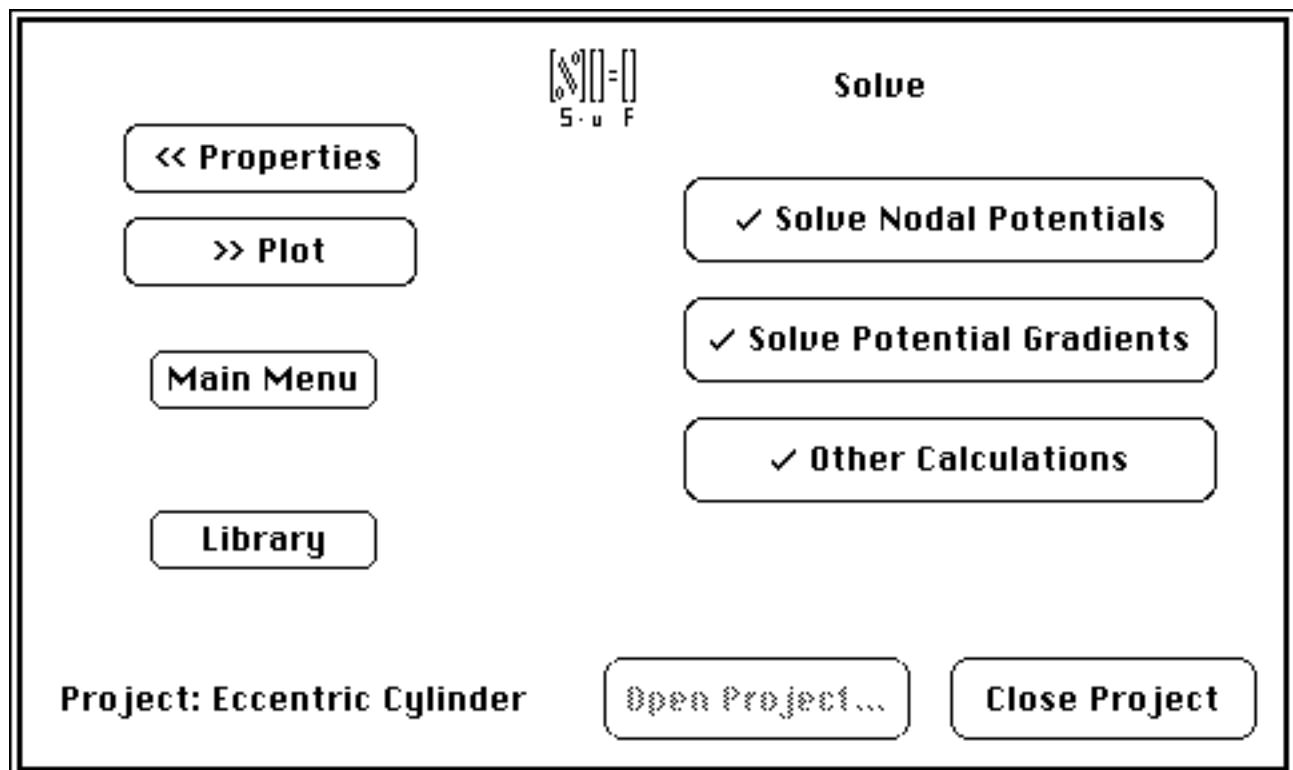 [%][]=[]
S · u F
Solve
<< Properties
>> Plot
Main Menu
Library
✓ Solve Nodal Potentials
✓ Solve Potential Gradients
✓ Other Calculations
Project: Eccentric Cylinder
Open Project...
Close Project